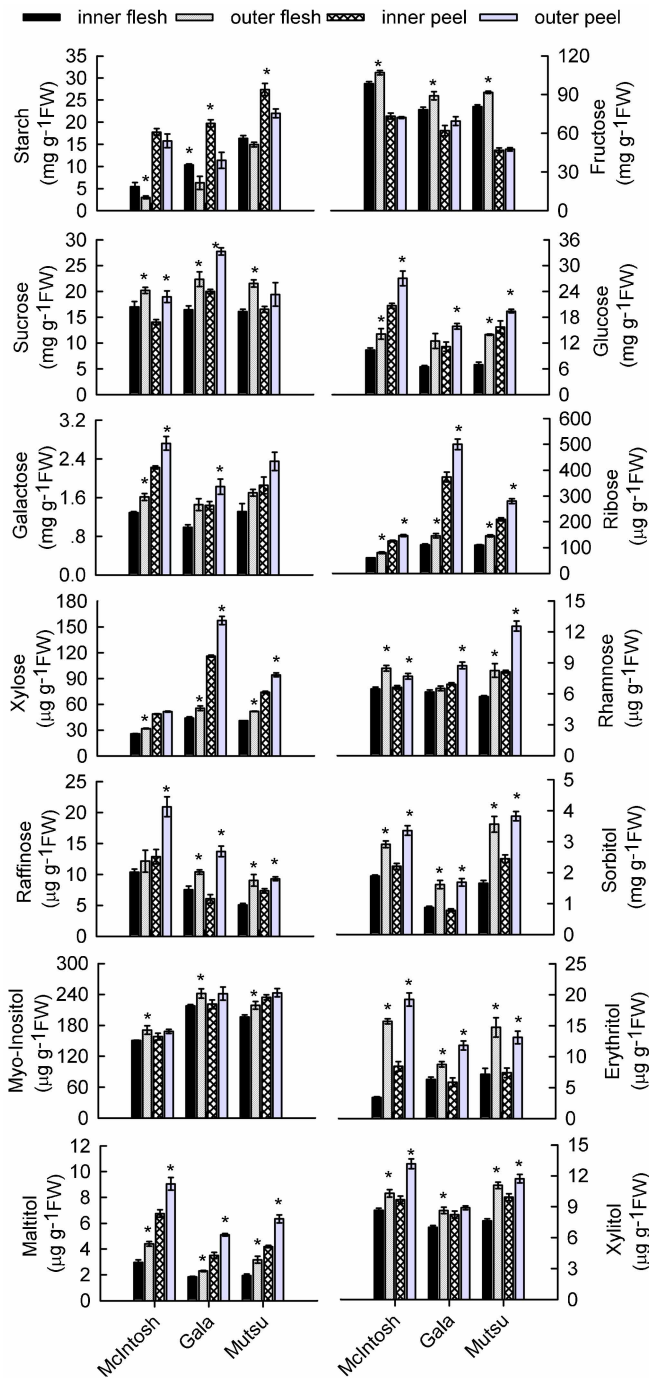 inner flesh outer flesh inner peel outer peel
35 30 25 20 15 10 5 0
Starch
(mg g⁻¹FW)
* * * *
120 90 60 30 0
Fructose
(mg g⁻¹FW)
* * *
30 25 20 15 10 5 0
Sucrose
(mg g⁻¹FW)
* * * * *
36 30 24 18 11 6 0
Glucose
(mg g⁻¹FW)
* * * * *
3.2 2.4 1.6 .8 0.0
Galactose
(mg g⁻¹FW)
* * *
600 500 400 300 200 100 0
Ribose
(µg g⁻¹FW)
* * * * * *
180 150 120 90 60 30 0
Xylose
(µg g⁻¹FW)
* * * * *
15 12 9 6 3 0
Rhamnose
(µg g⁻¹FW)
* * * * *
25 20 15 10 5 0
Raffinose
(µg g⁻¹FW)
* * * * *
5 4 3 2 1 0
Sorbitol
(mg g⁻¹FW)
* * * * * *
300 240 180 120 60 0
Myo-Inositol
(µg g⁻¹FW)
* * *
25 20 15 10 5 0
Erythritol
(µg g⁻¹FW)
* * * * * *
12 10 8 6 4 2 0
Maltitol
(µg g⁻¹FW)
* * * * * *
15 12 9 6 3 0
Xylitol
(µg g⁻¹FW)
* * * * *
McIntosh Gala Mutsu
McIntosh Gala Mutsu